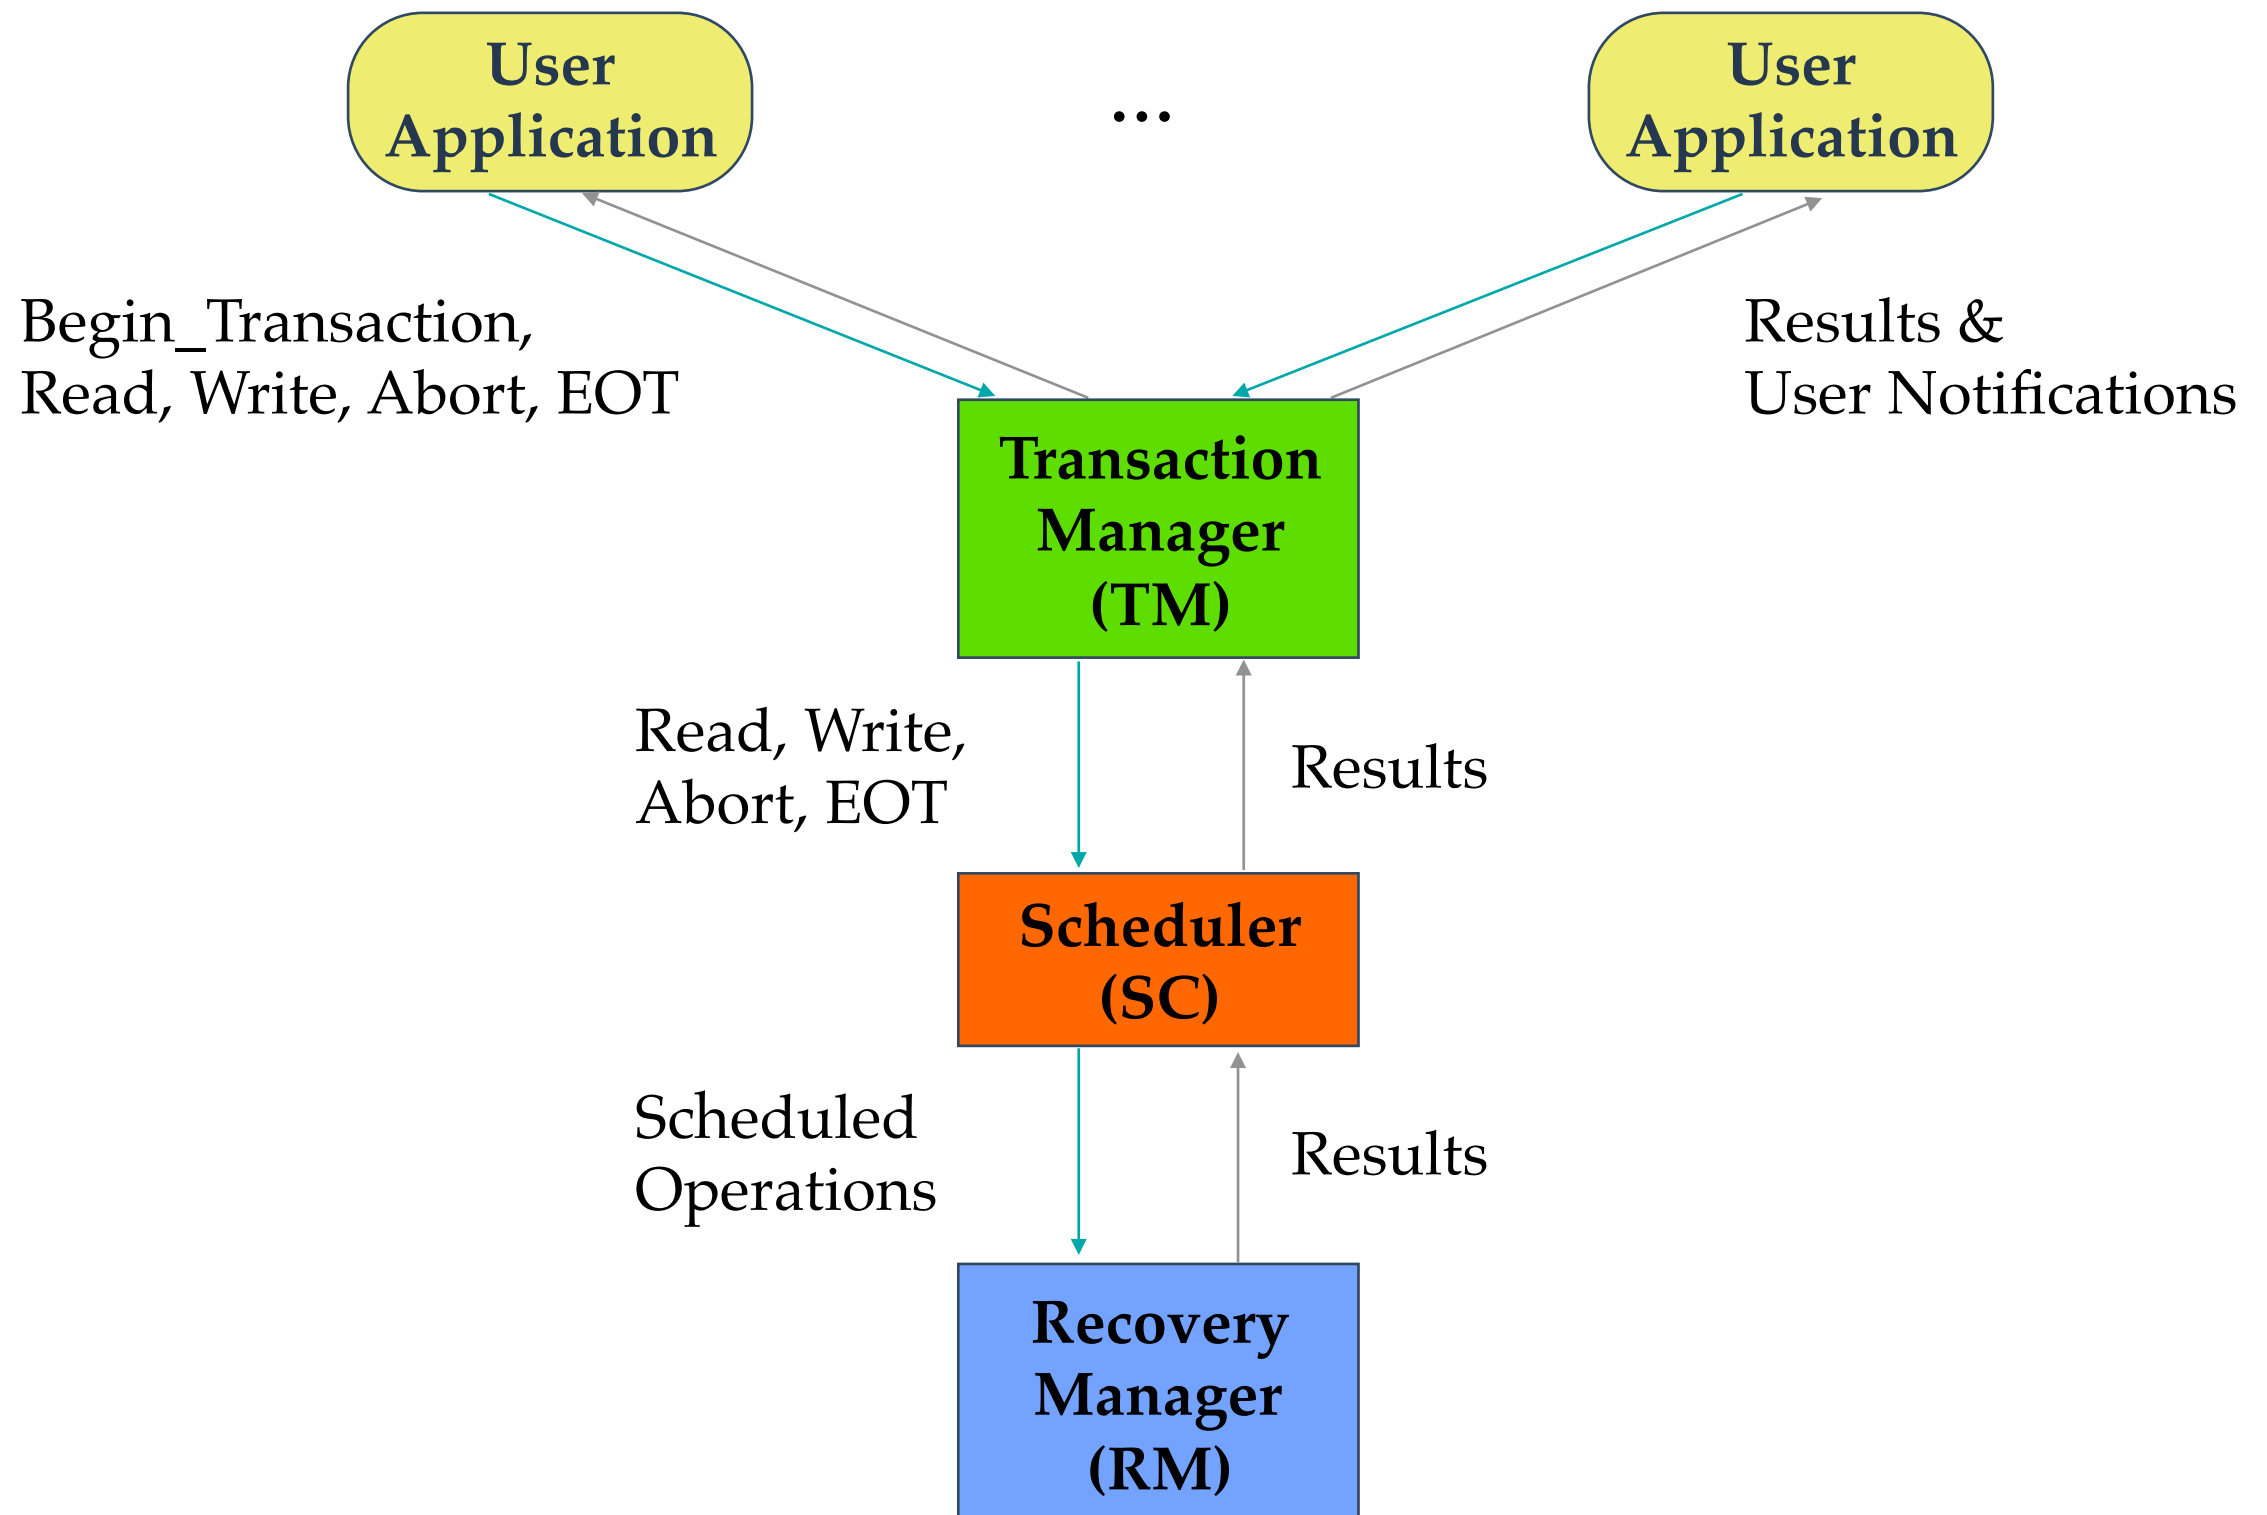 User
Application
...
User
Application
Begin_Transaction,
Read, Write, Abort, EOT
Results &
User Notifications
Transaction
Manager
(TM)
Read, Write,
Abort, EOT
Results
Scheduler
(SC)
Scheduled
Operations
Results
Recovery
Manager
(RM)